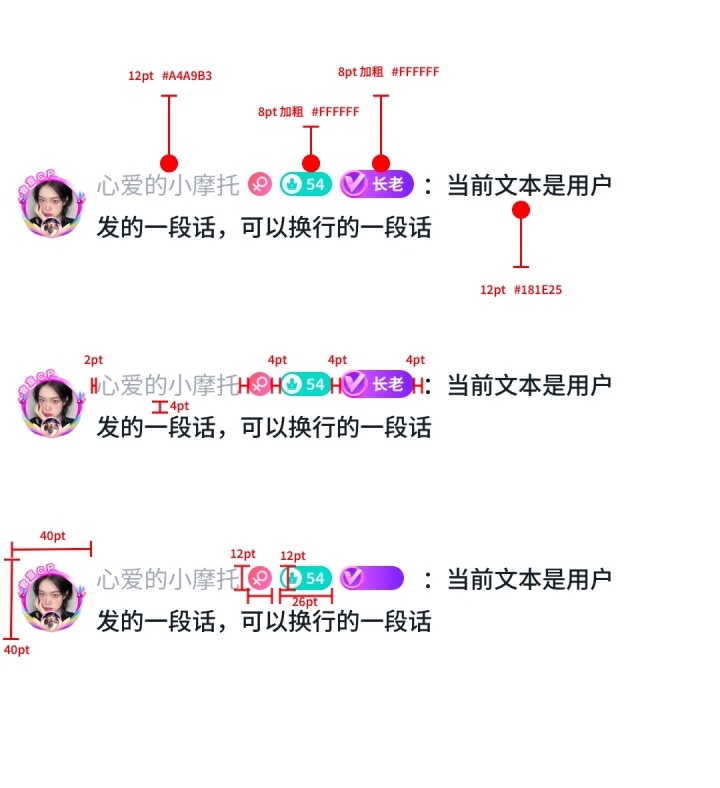 12pt #A4A9B3
8pt 加粗 #FFFFFF
8pt 加粗 #FFFFFF
心爱的小摩托 54 长老 ：当前文本是用户
发的一段话，可以换行的一段话
12pt #181E25
2pt
4pt
4pt
4pt
心爱的小摩托 54 长老 ：当前文本是用户
4pt
发的一段话，可以换行的一段话
40pt
12pt
12pt
心爱的小摩托 54 ：当前文本是用户
26pt
发的一段话，可以换行的一段话
40pt